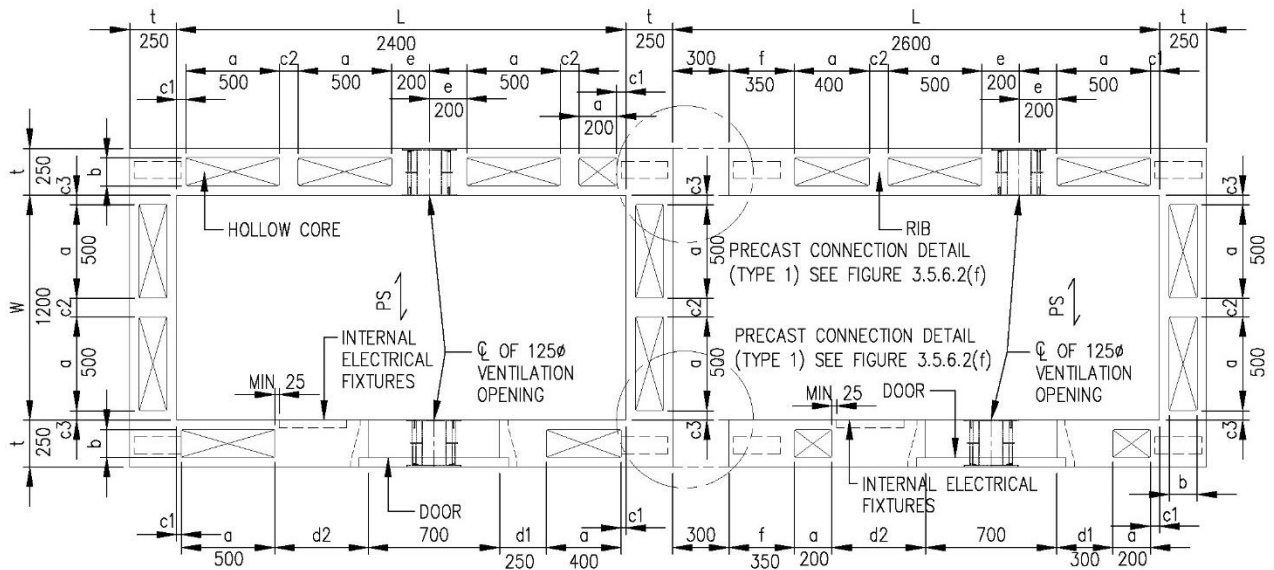 t L t L t
250 2400 250 2600 250
a c2 a e a c2 c1 300 f a c2 a e a c1
500 500 200 500 350 400 500 200 500
c1 e a e
200 200 200
t 250 b c3 c3 c3
HOLLOW CORE
RIB
PRECAST CONNECTION DETAIL
(TYPE 1) SEE FIGURE 3.5.6.2(f)
a 500 a 500 a 500
W 1200 c2 c2 c2
PS PS
INTERNAL
ELECTRICAL
FIXTURES
℄ OF 125ø
VENTILATION
OPENING
PRECAST CONNECTION DETAIL
(TYPE 1) SEE FIGURE 3.5.6.2(f)
℄ OF 125ø
VENTILATION
OPENING
a 500 a 500 a 500
MIN 25 MIN 25 DOOR
t 250 b c3 c3 c3
b
DOOR
INTERNAL ELECTRICAL
FIXTURES
c1 a d2 700 d1 a c1 300 f a d2 700 d1 a c1
500 250 400 350 200 300 200